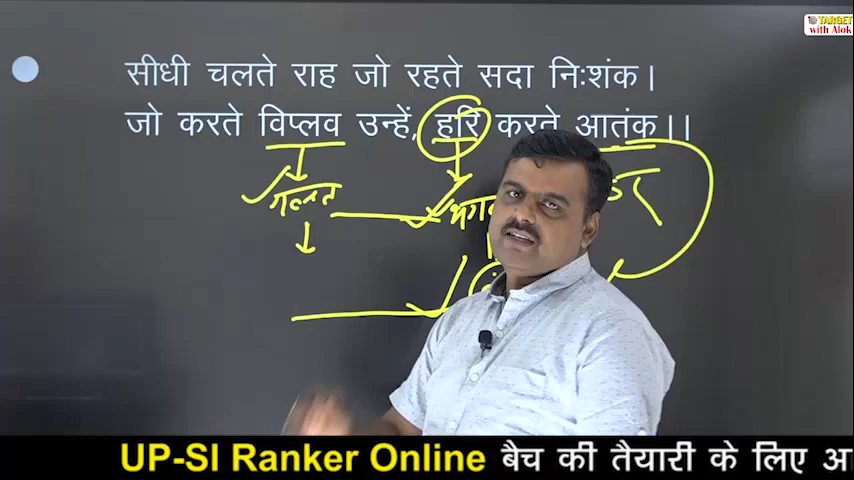 TARGET
with Alok
सीधी चलते राह जो रहते सदा निःशंक।
जो करते विप्लव उन्हें, हरि करते आतंक।।
गलत
UP-SI Ranker Online बैच की तैयारी के लिए अ